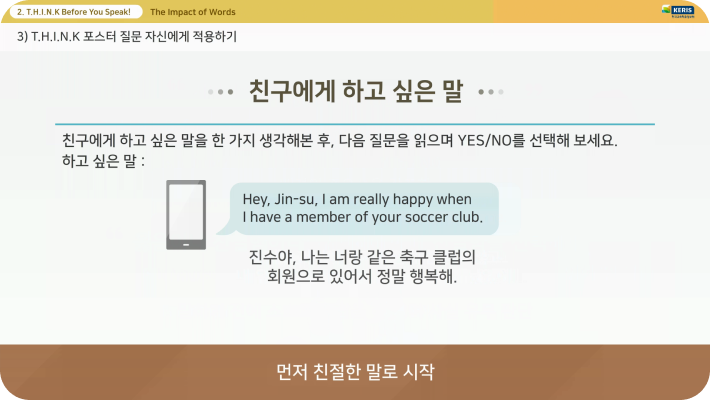 2. T.H.I.N.K Before You Speak! The Impact of Words
KERIS
3) T.H.I.N.K 포스터 질문 자신에게 적용하기
친구에게 하고 싶은 말
친구에게 하고 싶은 말을 한 가지 생각해본 후, 다음 질문을 읽으며 YES/NO를 선택해 보세요.
하고 싶은 말 :
Hey, Jin-su, I am really happy when
I have a member of your soccer club.
진수야, 나는 너랑 같은 축구 클럽의
회원으로 있어서 정말 행복해.
먼저 친절한 말로 시작